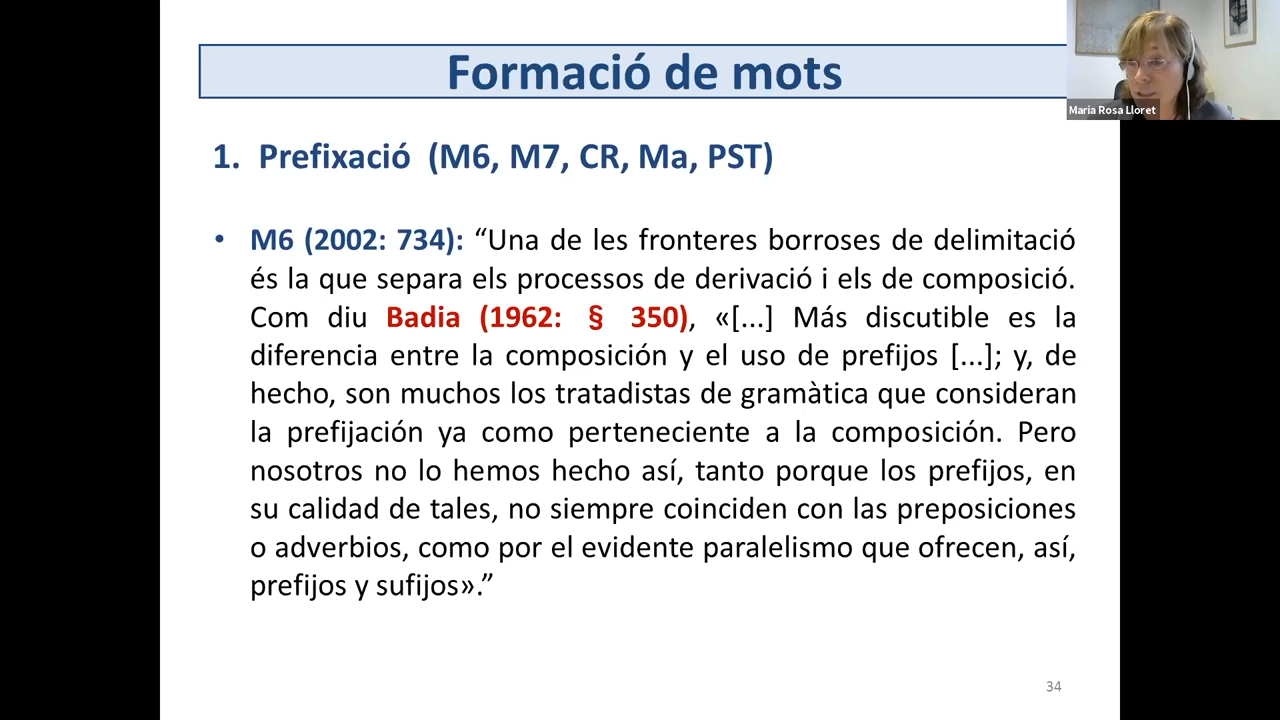 Formació de mots
Maria Rosa Lloret
1. Prefixació (M6, M7, CR, Ma, PST)
• M6 (2002: 734): “Una de les fronteres borroses de delimitació
és la que separa els processos de derivació i els de composició.
Com diu Badia (1962: § 350), «[...] Más discutible es la
diferencia entre la composición y el uso de prefijos [...]; y, de
hecho, son muchos los tratadistas de gramàtica que consideran
la prefijación ya como perteneciente a la composición. Pero
nosotros no lo hemos hecho así, tanto porque los prefijos, en
su calidad de tales, no siempre coinciden con las preposiciones
o adverbios, como por el evidente paralelismo que ofrecen, así,
prefijos y sufijos».”
34